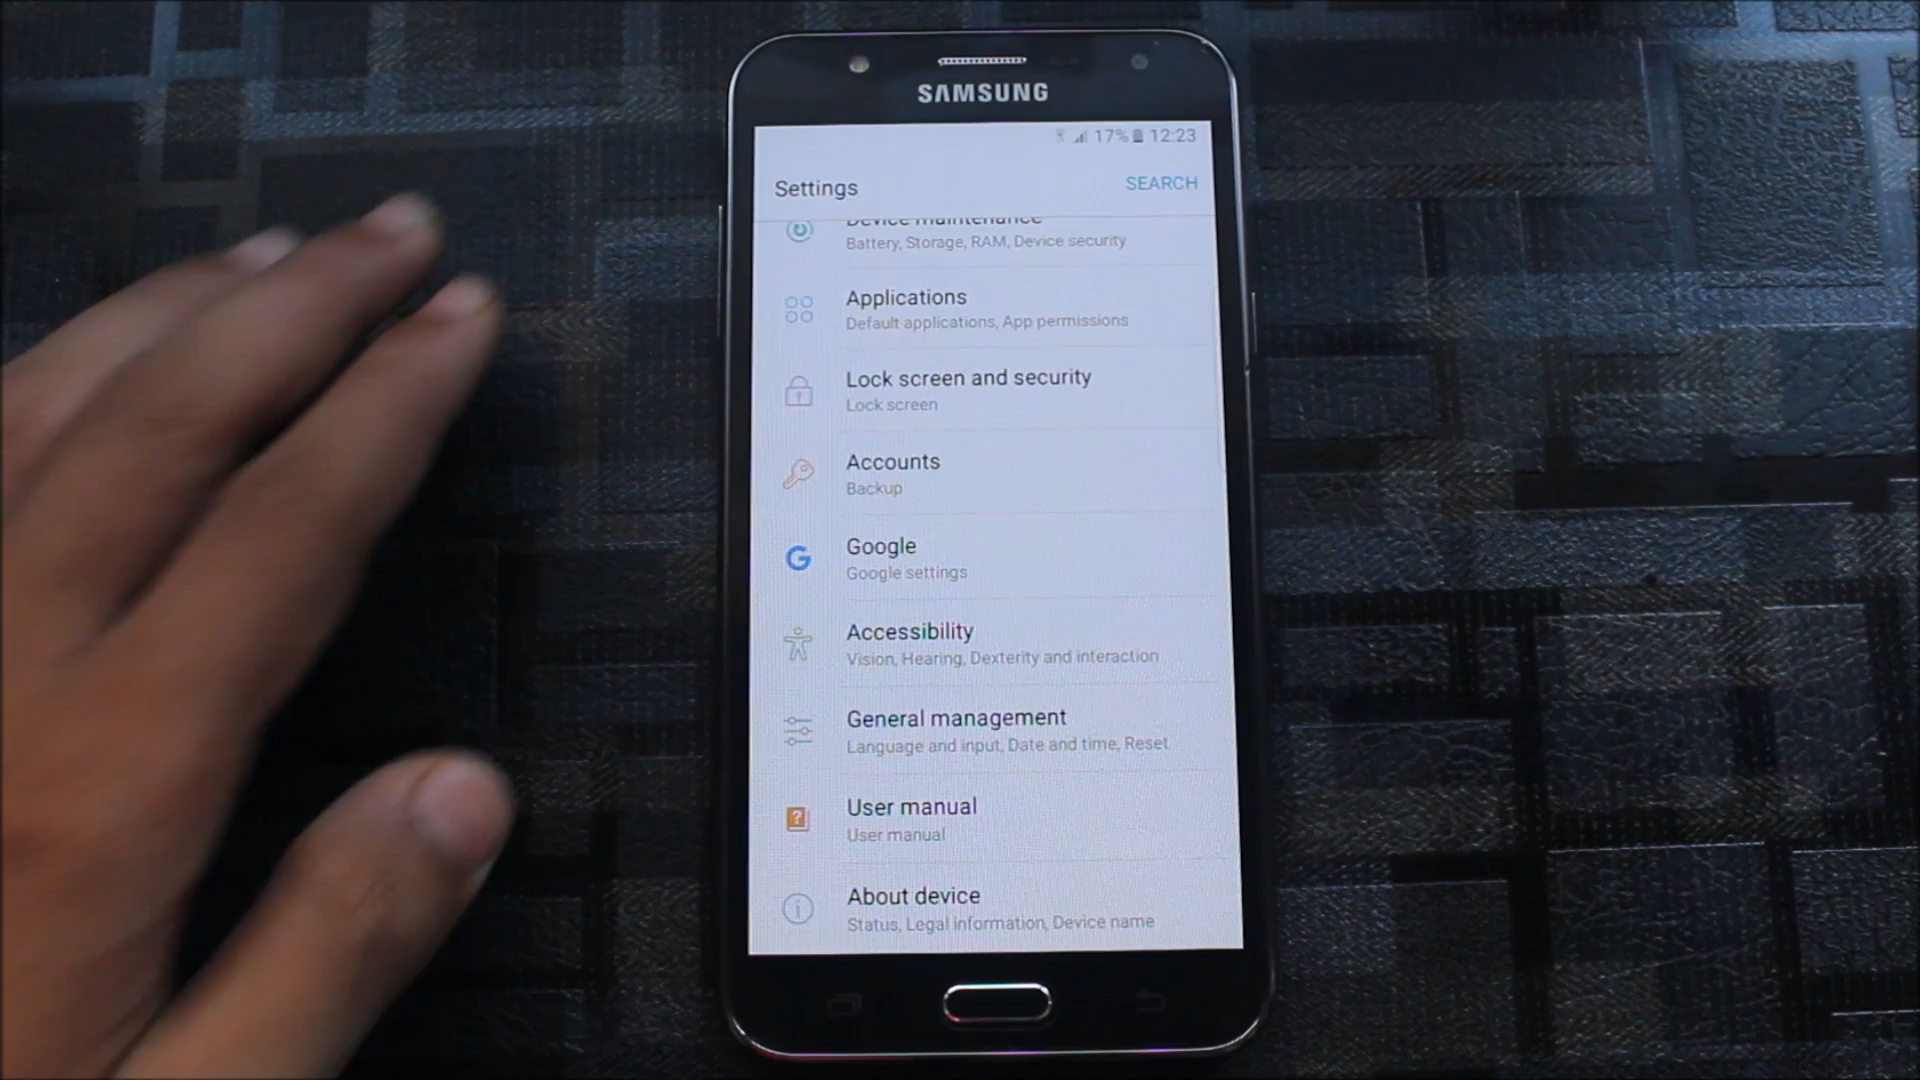 SAMSUNG
17% 12:23
Settings
SEARCH
Device maintenance
Battery, Storage, RAM, Device security
Applications
Default applications, App permissions
Lock screen and security
Lock screen
Accounts
Backup
Google
Google settings
Accessibility
Vision, Hearing, Dexterity and interaction
General management
Language and input, Date and time, Reset
User manual
User manual
About device
Status, Legal information, Device name